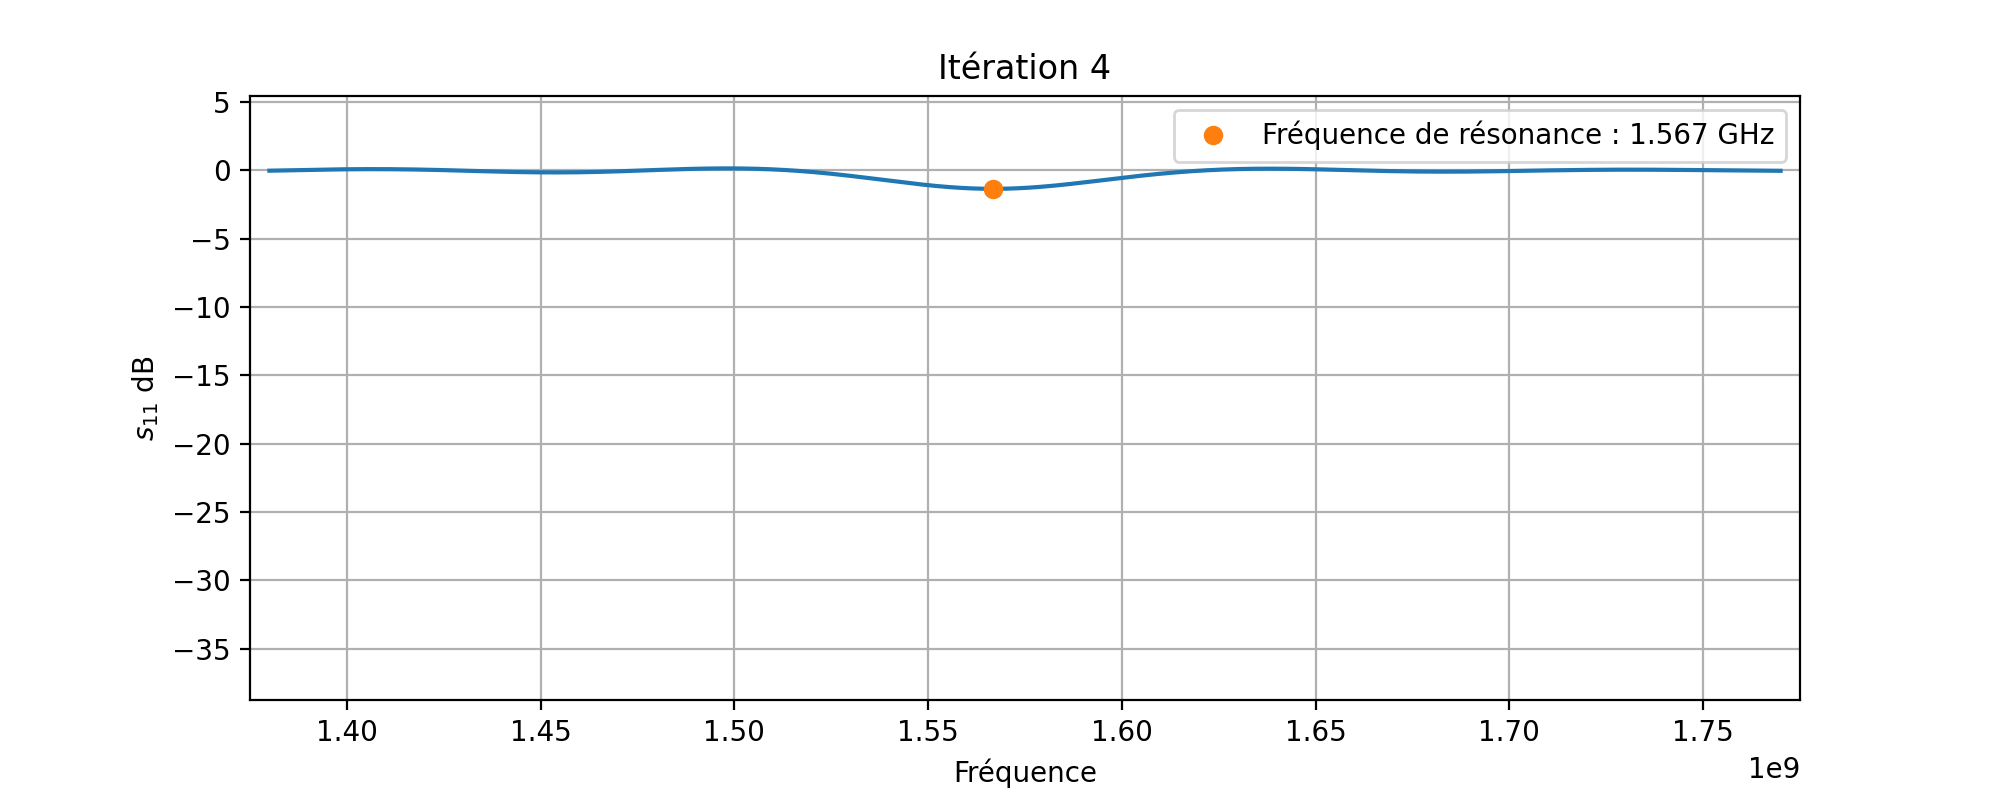 Itération 4
Fréquence de résonance : 1.567 GHz
5
0
−5
−10
−15
−20
−25
−30
−35
s₁₁ dB
1.40 1.45 1.50 1.55 1.60 1.65 1.70 1.75
1e9
Fréquence